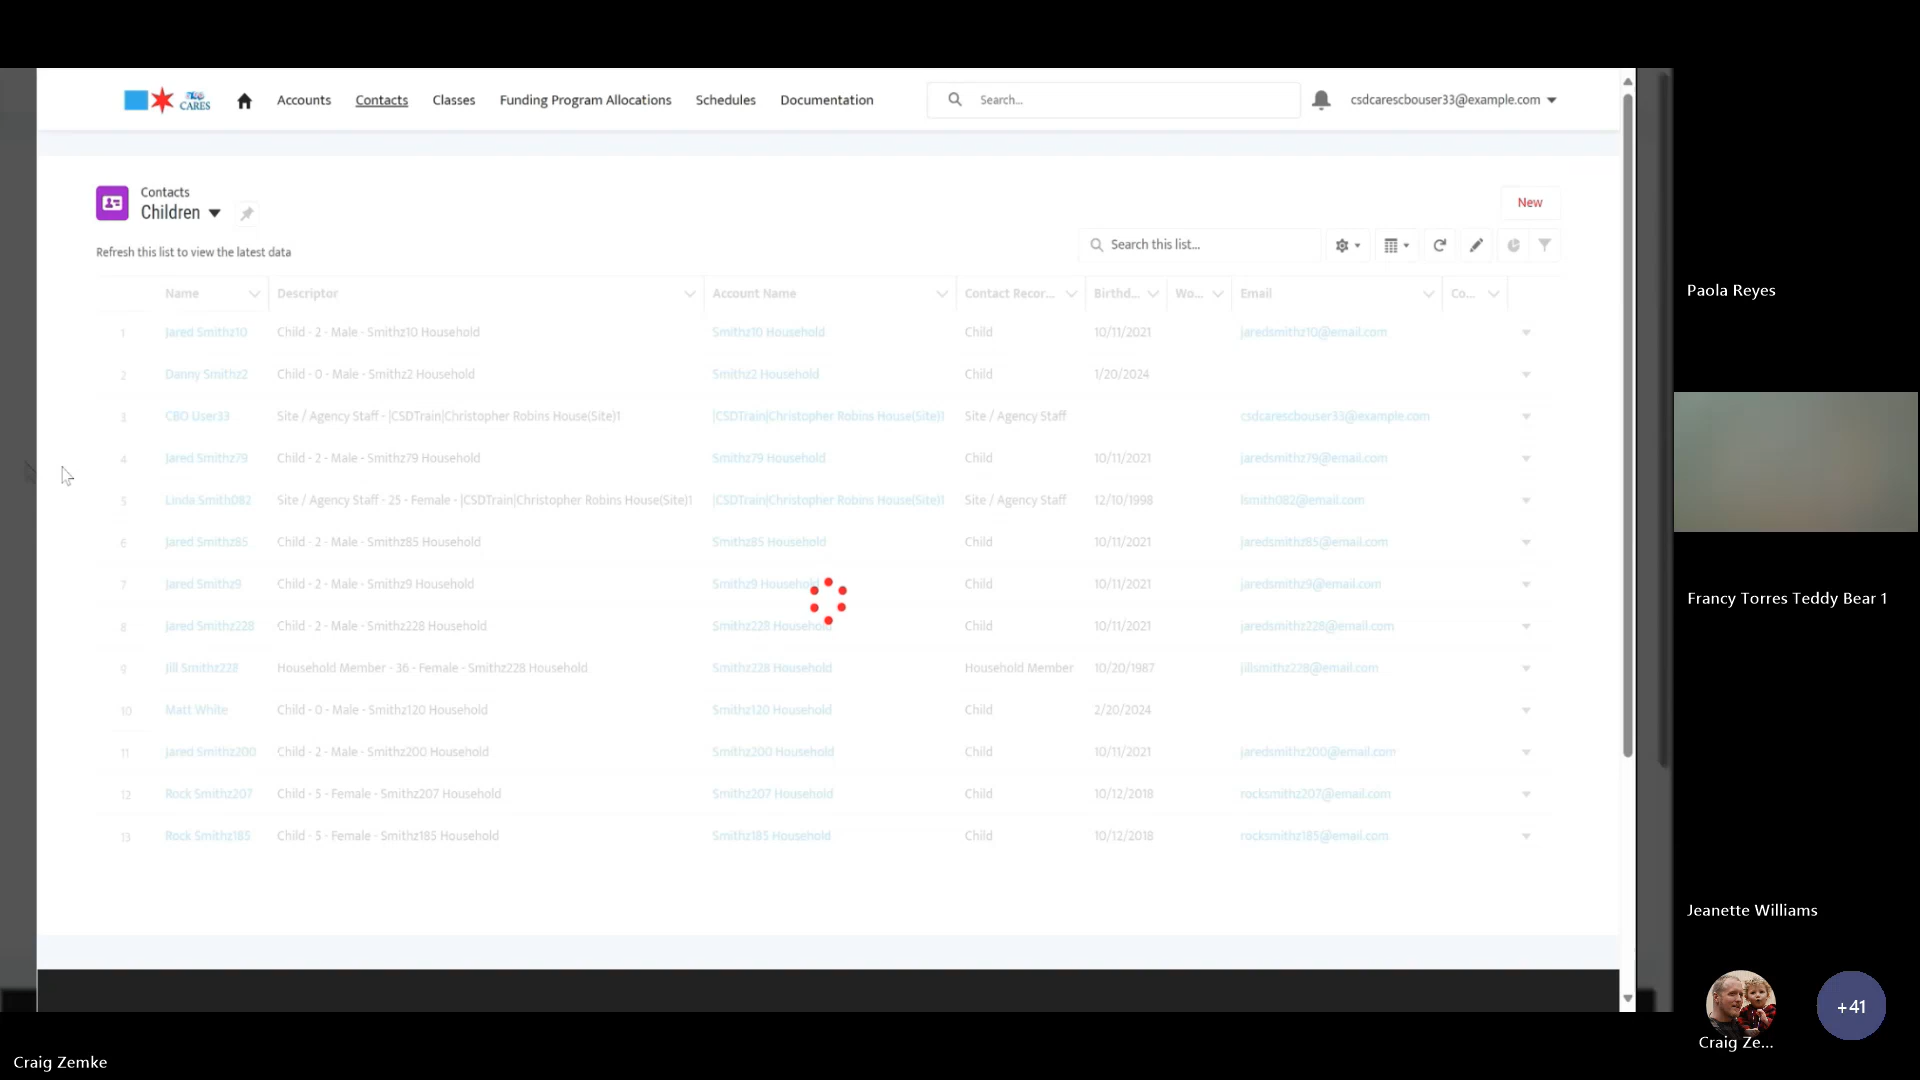 CARES
Accounts Contacts Classes Funding Program Allocations Schedules Documentation Search... csdcarescbouser33@example.com
Contacts
Children
New
Refresh this list to view the latest data
Search this list...
Name Descriptor Account Name Contact Recor... Birthd... Wo... Email Co...
1 Jared Smithz10 Child - 2 - Male - Smithz10 Household Smithz10 Household Child 10/11/2021 jaredsmithz10@email.com
2 Danny Smithz2 Child - 0 - Male - Smithz2 Household Smithz2 Household Child 1/20/2024
3 CBO User33 Site / Agency Staff - |CSDTrain|Christopher Robins House(Site)1 |CSDTrain|Christopher Robins House(Site)1 Site / Agency Staff csdcarescbouser33@example.com
4 Jared Smithz79 Child - 2 - Male - Smithz79 Household Smithz79 Household Child 10/11/2021 jaredsmithz79@email.com
5 Linda Smith082 Site / Agency Staff - 25 - Female - |CSDTrain|Christopher Robins House(Site)1 |CSDTrain|Christopher Robins House(Site)1 Site / Agency Staff 12/10/1998 lsmith082@email.com
6 Jared Smithz85 Child - 2 - Male - Smithz85 Household Smithz85 Household Child 10/11/2021 jaredsmithz85@email.com
7 Jared Smithz9 Child - 2 - Male - Smithz9 Household Smithz9 Household Child 10/11/2021 jaredsmithz9@email.com
8 Jared Smithz228 Child - 2 - Male - Smithz228 Household Smithz228 Household Child 10/11/2021 jaredsmithz228@email.com
9 Jill Smithz228 Household Member - 36 - Female - Smithz228 Household Smithz228 Household Household Member 10/20/1987 jillsmithz228@email.com
10 Matt White Child - 0 - Male - Smithz120 Household Smithz120 Household Child 2/20/2024
11 Jared Smithz200 Child - 2 - Male - Smithz200 Household Smithz200 Household Child 10/11/2021 jaredsmithz200@email.com
12 Rock Smithz207 Child - 5 - Female - Smithz207 Household Smithz207 Household Child 10/12/2018 rocksmithz207@email.com
13 Rock Smithz185 Child - 5 - Female - Smithz185 Household Smithz185 Household Child 10/12/2018 rocksmithz185@email.com
Paola Reyes
Francy Torres Teddy Bear 1
Jeanette Williams
+41
Craig Ze...
Craig Zemke